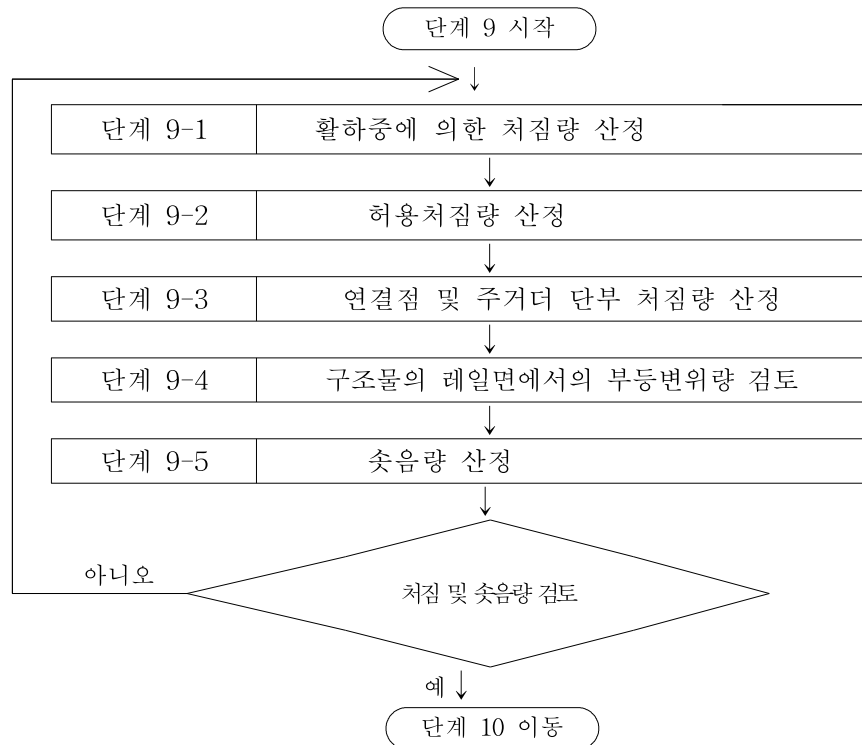 단계 9 시작
단계 9-1 활하중에 의한 처짐량 산정
단계 9-2 허용처짐량 산정
단계 9-3 연결점 및 주거더 단부 처짐량 산정
단계 9-4 구조물의 레일면에서의 부등변위량 검토
단계 9-5 솟음량 산정
아니오
처짐 및 솟음량 검토
예
단계 10 이동